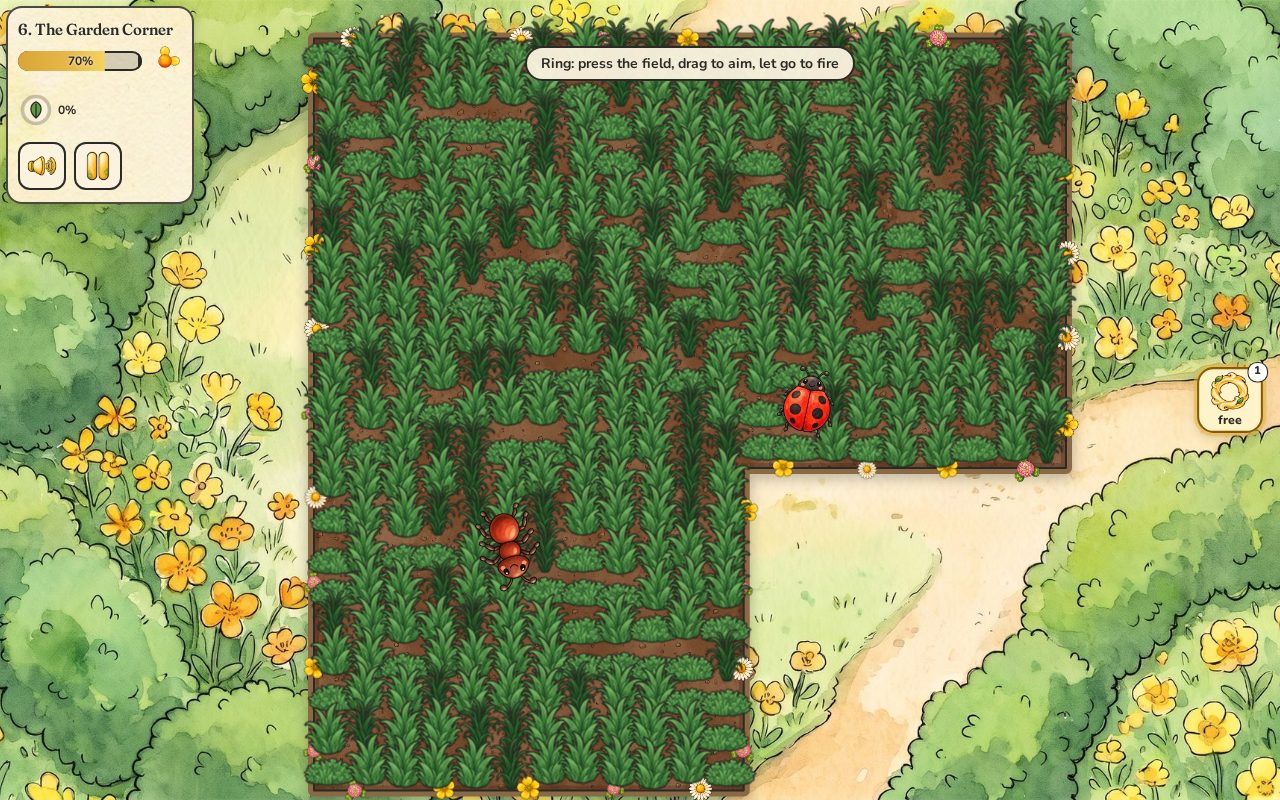 6. The Garden Corner
70%
0%
Ring: press the field, drag to aim, let go to fire
1
free